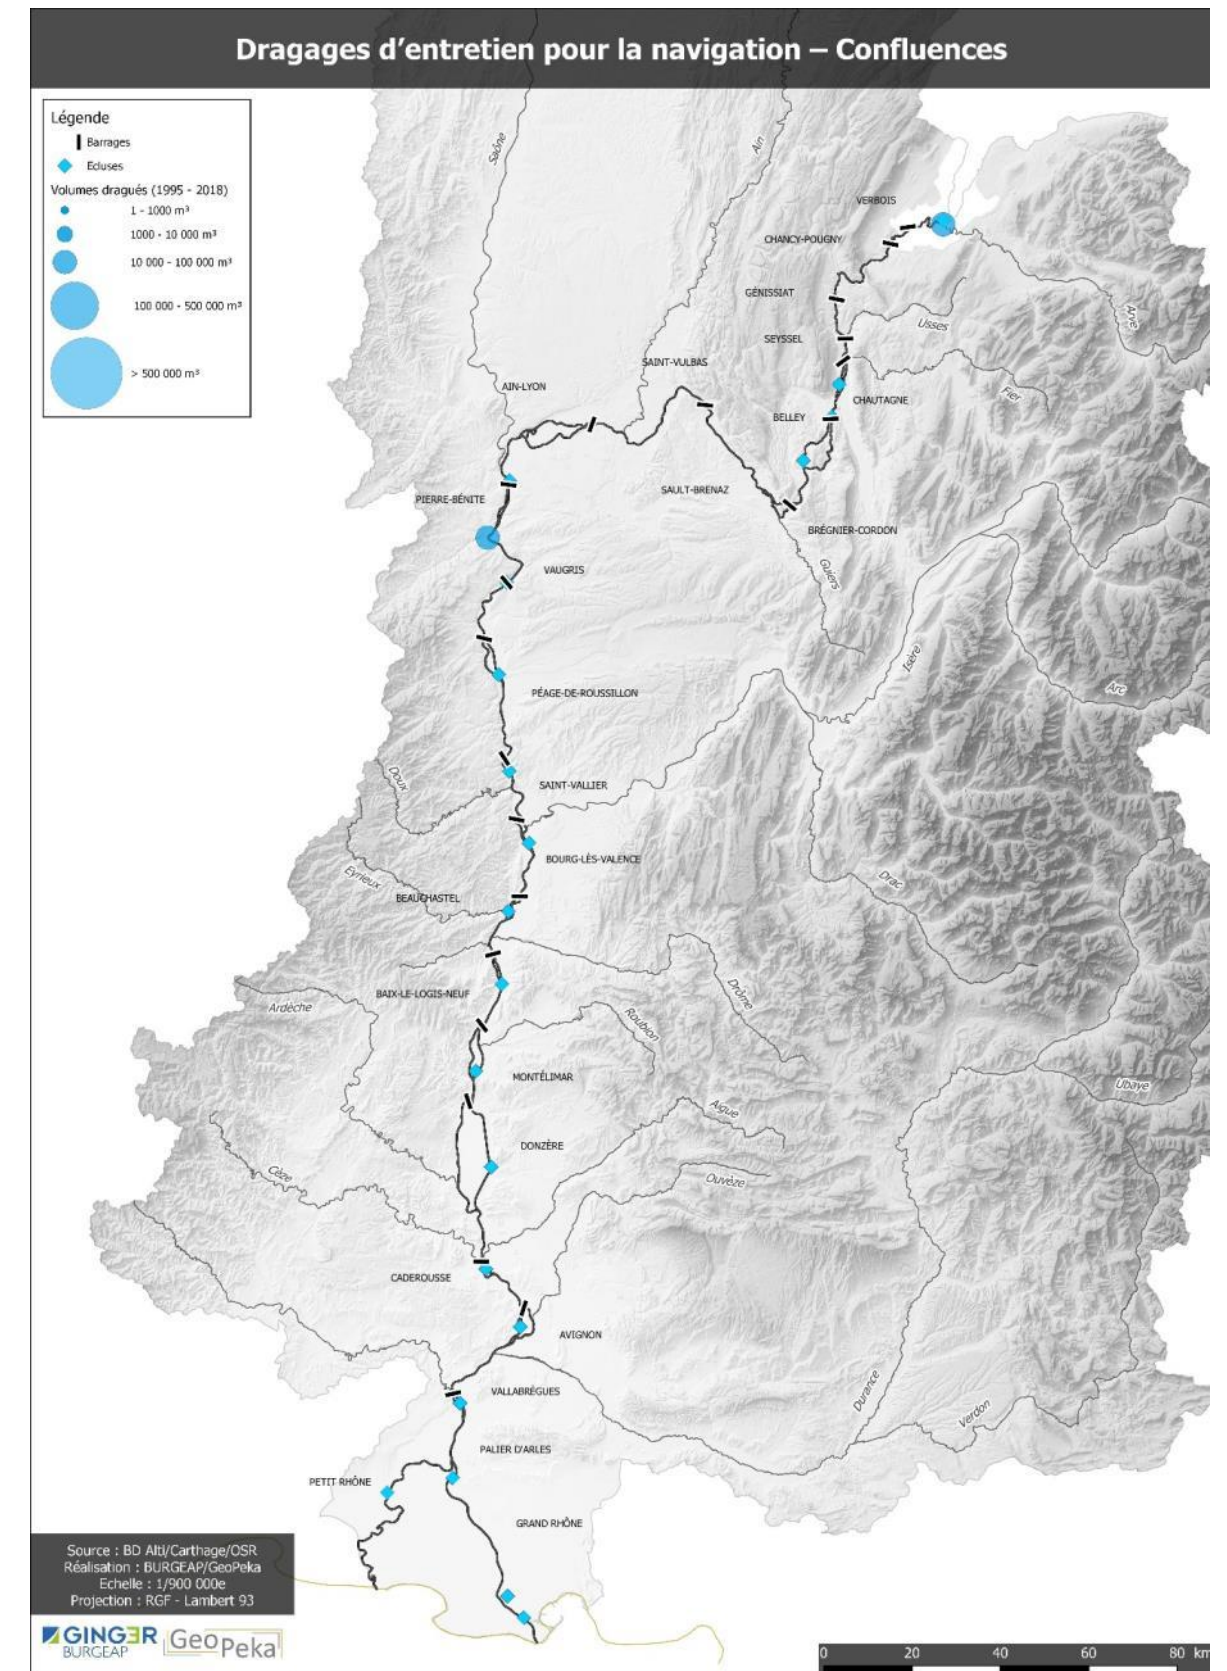 Dragages d'entretien pour la navigation – Confluences
Légende
Barrages
Ecluses
Volumes dragués (1995 - 2018)
1 - 1000 m³
1000 - 10 000 m³
10 000 - 100 000 m³
100 000 - 500 000 m³
> 500 000 m³
Saône
Ain
VERBOIS
CHANCY-POUGNY
GÉNISSIAT
Arve
Usses
SEYSSEL
SAINT-VULBAS
AIN-LYON
Fier
CHAUTAGNE
BELLEY
SAULT-BRENAZ
PIERRE-BÉNITE
BRÉGNIER-CORDON
VAUGRIS
Guiers
Isère
Arc
PÉAGE-DE-ROUSSILLON
Doux
SAINT-VALLIER
BOURG-LÈS-VALENCE
Eyrieux
Drac
BEAUCHASTEL
BAIX-LE-LOGIS-NEUF
Drôme
Ardèche
Roubion
MONTÉLIMAR
Ubaye
Aigue
DONZÈRE
Cèze
Ouvèze
CADEROUSSE
AVIGNON
VALLABRÈGUES
Durance
Verdon
PALIER D'ARLES
PETIT RHÔNE
GRAND RHÔNE
Source : BD Alti/Carthage/OSR
Réalisation : BURGEAP/GeoPeka
Echelle : 1/900 000e
Projection : RGF - Lambert 93
GINGER
BURGEAP
GeoPeka
0 20 40 60 80 km